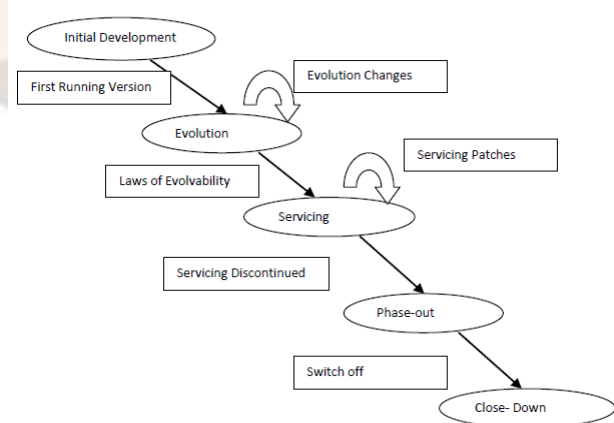 Initial Development
First Running Version
Evolution Changes
Evolution
Laws of Evolvability
Servicing Patches
Servicing
Servicing Discontinued
Phase-out
Switch off
Close- Down